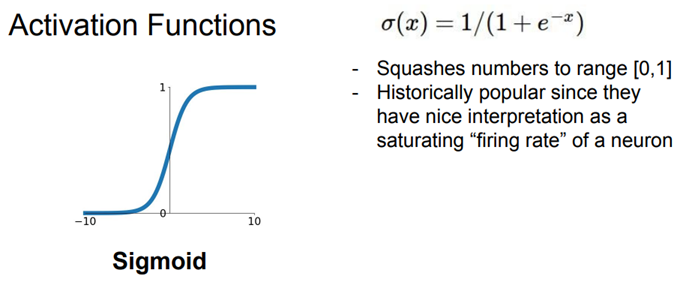 Activation Functions
σ(x) = 1/(1 + e^{−x})
- Squashes numbers to range [0,1]
- Historically popular since they
have nice interpretation as a
saturating “firing rate” of a neuron
1
0
−10
10
Sigmoid